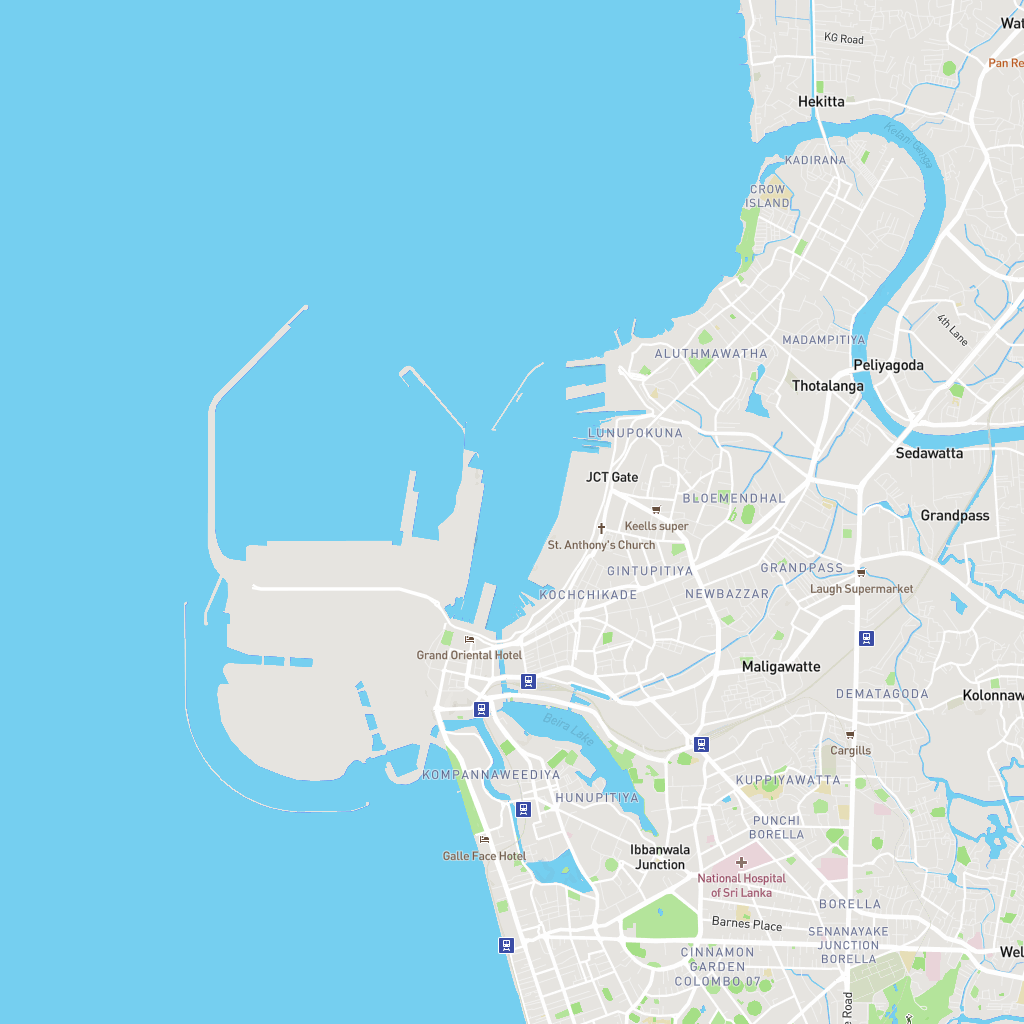 Wat
KG Road
Pan Re
Hekitta
Kelani Ganga
KADIRANA
CROW
ISLAND
4th Lane
MADAMPITIYA
ALUTHMAWATHA
Peliyagoda
Thotalanga
LUNUPOKUNA
Sedawatta
JCT Gate
BLOEMENDHAL
Grandpass
Keells super
St. Anthony's Church
GINTUPITIYA
GRANDPASS
Laugh Supermarket
KOCHCHIKADE
NEWBAZZAR
Grand Oriental Hotel
Maligawatte
DEMATAGODA
Kolonnaw
Beira Lake
Cargills
KOMPANNAWEEDIYA
KUPPIYAWATTA
HUNUPITIYA
PUNCHI
BORELLA
Galle Face Hotel
Ibbanwala
Junction
National Hospital
of Sri Lanka
BORELLA
Barnes Place
SENANAYAKE
JUNCTION
BORELLA
CINNAMON
GARDEN
COLOMBO 07
Wel
e Road